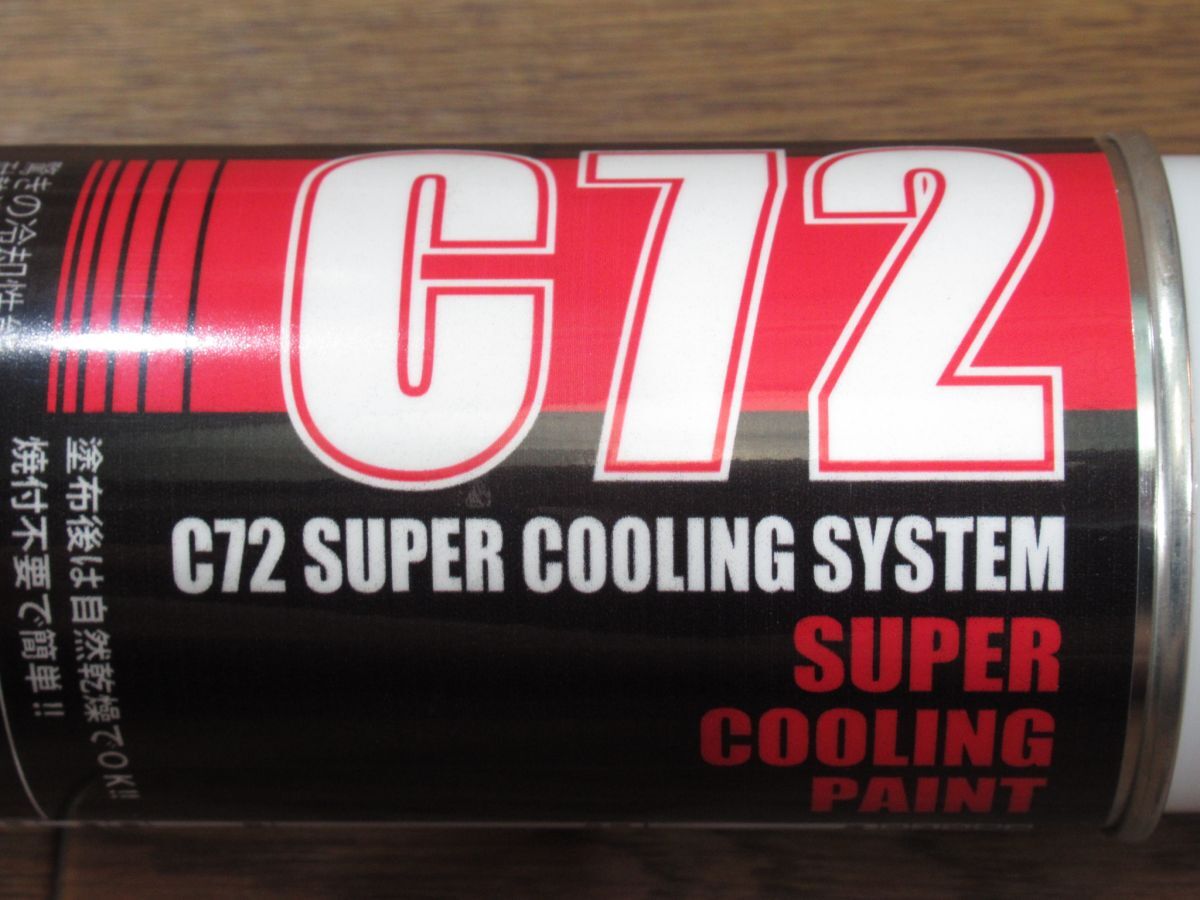 C72
C72 SUPER COOLING SYSTEM
SUPER
COOLING
PAINT
驚きの冷却性
塗布後は自然乾燥でOK!!
焼付不要で簡単!!